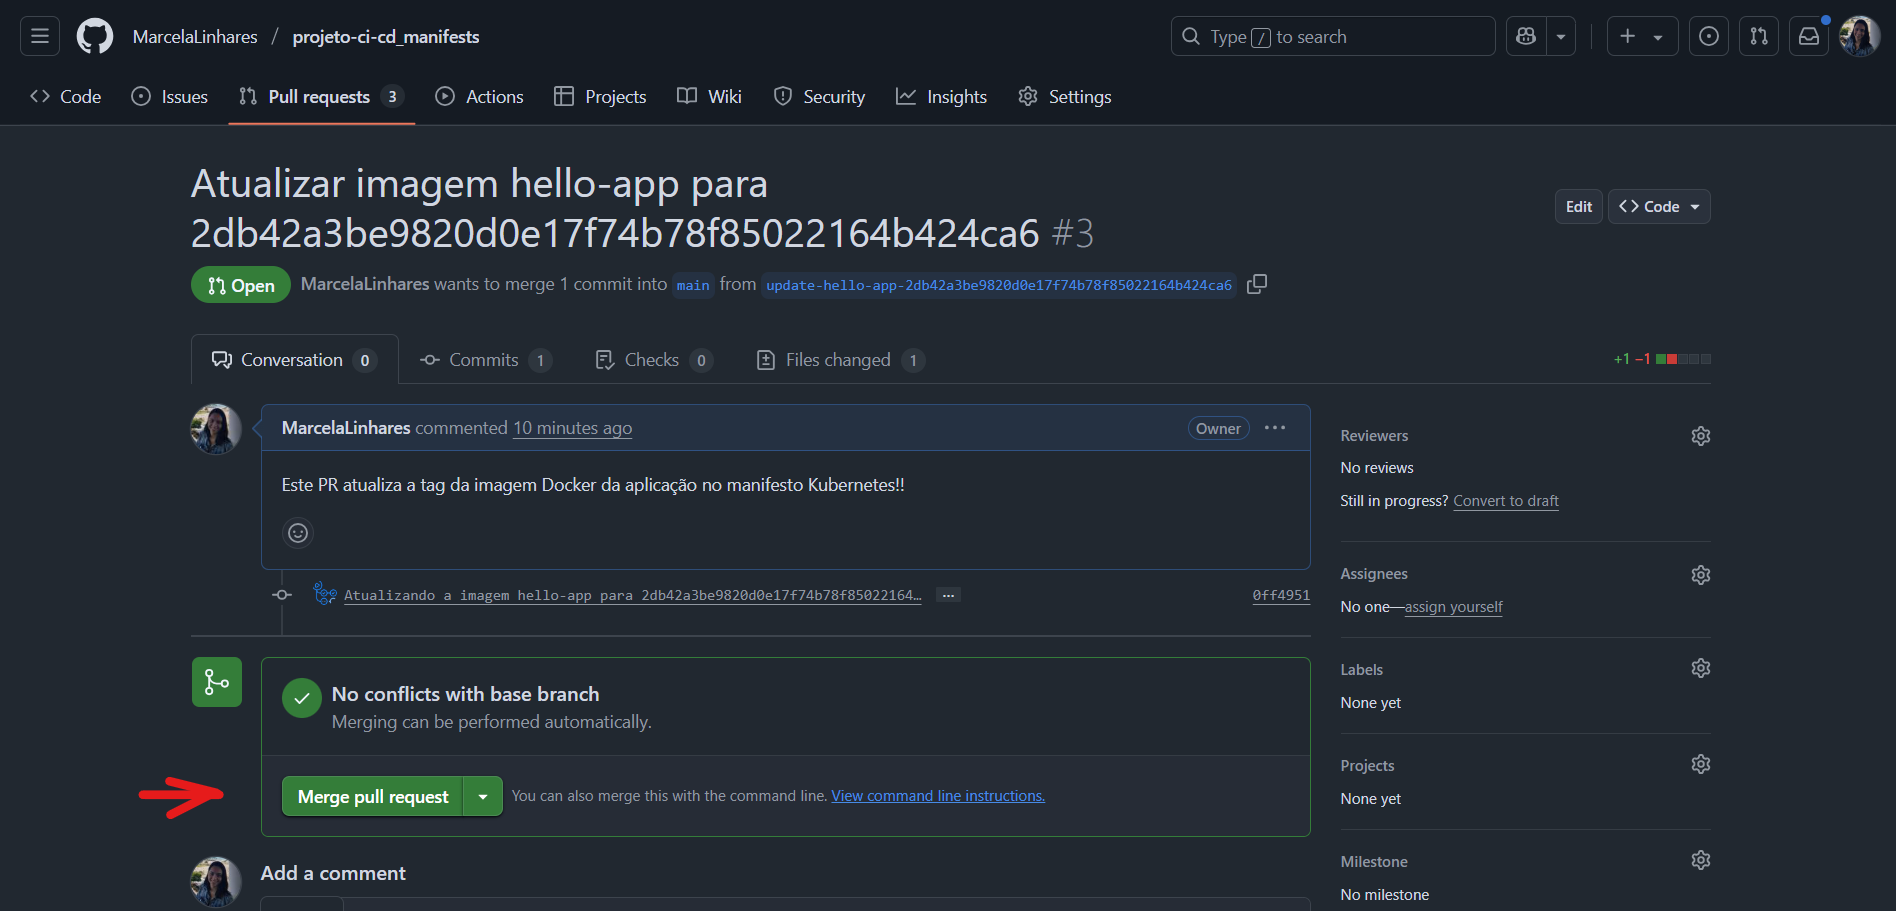 MarcelaLinhares / projeto-ci-cd_manifests
Type / to search
Code
Issues
Pull requests 3
Actions
Projects
Wiki
Security
Insights
Settings
Atualizar imagem hello-app para
2db42a3be9820d0e17f74b78f85022164b424ca6 #3
Edit
<> Code
Open
MarcelaLinhares wants to merge 1 commit into main from update-hello-app-2db42a3be9820d0e17f74b78f85022164b424ca6
Conversation 0
Commits 1
Checks 0
Files changed 1
+1 −1
MarcelaLinhares commented 10 minutes ago
Owner
Este PR atualiza a tag da imagem Docker da aplicação no manifesto Kubernetes!!
Atualizando a imagem hello-app para 2db42a3be9820d0e17f74b78f85022164…
0ff4951
No conflicts with base branch
Merging can be performed automatically.
Merge pull request
You can also merge this with the command line. View command line instructions.
Add a comment
Reviewers
No reviews
Still in progress? Convert to draft
Assignees
No one—assign yourself
Labels
None yet
Projects
None yet
Milestone
No milestone